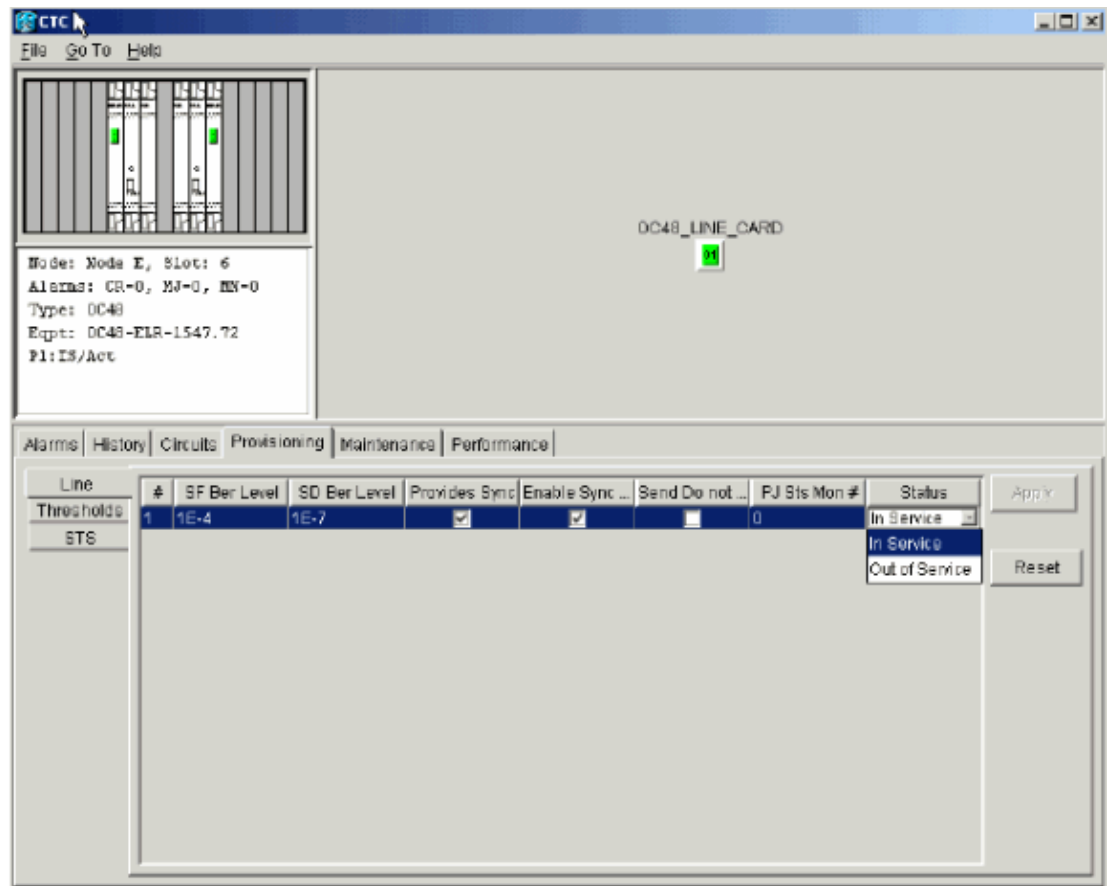 CTC
File Go To Help
OC48_LINE_CARD
01
Node: Node E, Slot: 6
Alarms: CR-0, MJ-0, MN-0
Type: OC48
Eqpt: OC48-ELR-1547.72
P1:IS/Act
Alarms History Circuits Provisioning Maintenance Performance
Line
Thresholds
STS
# SF Ber Level SD Ber Level Provides Sync Enable Sync ... Send Do not ... PJ Sts Mon # Status
1 1E-4 1E-7 0 In Service
In Service
Out of Service
Apply
Reset